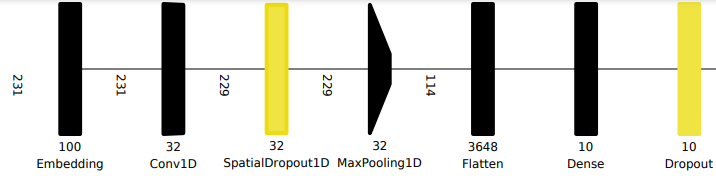 231 231 229 229 114
100 32 32 32 3648 10 10
Embedding Conv1D SpatialDropout1D MaxPooling1D Flatten Dense Dropout